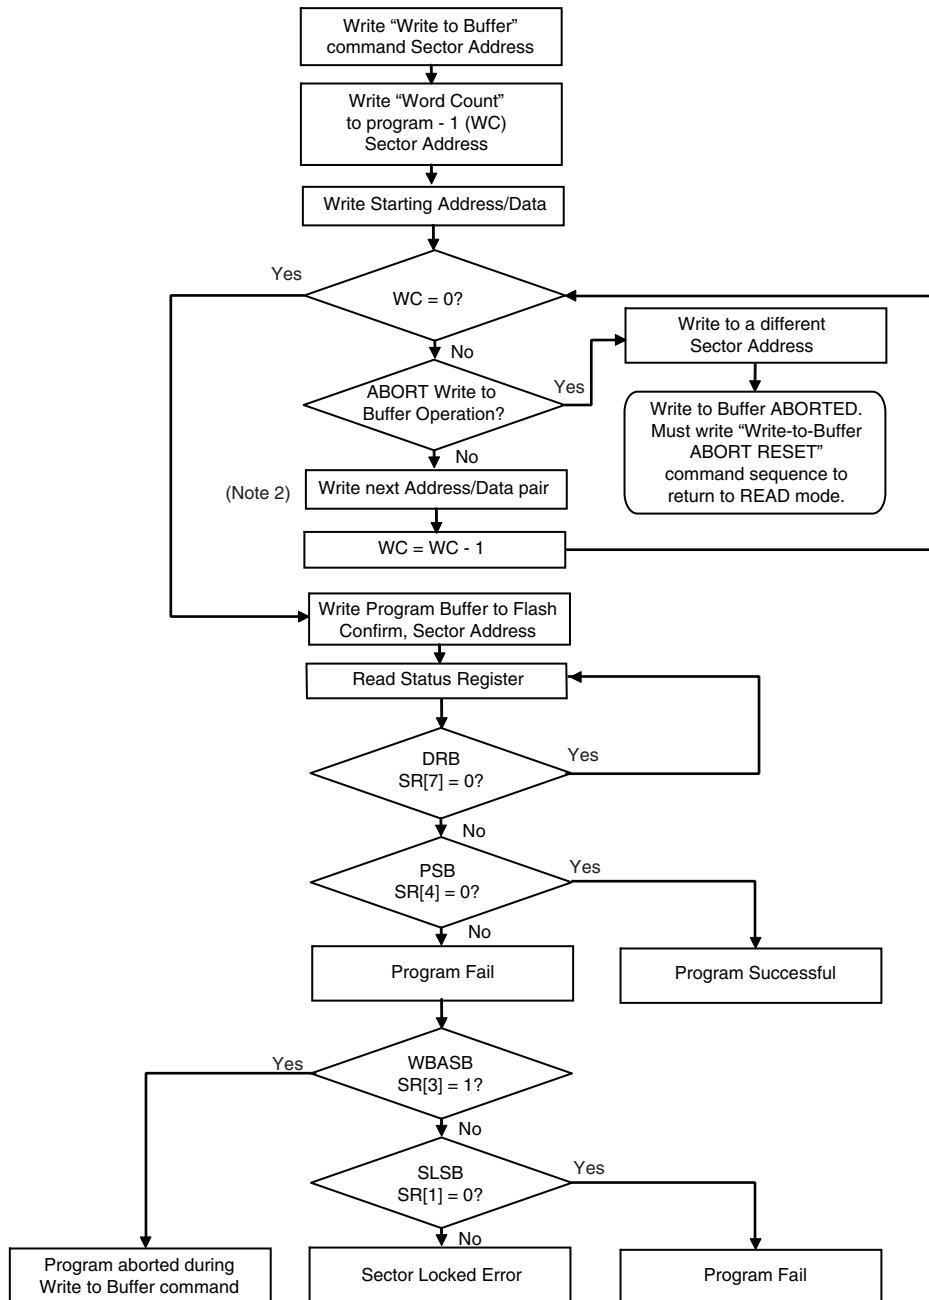 Write “Write to Buffer”
command Sector Address
Write “Word Count”
to program - 1 (WC)
Sector Address
Write Starting Address/Data
Yes
WC = 0?
No
Write to a different
Sector Address
ABORT Write to
Buffer Operation?
Yes
Write to Buffer ABORTED.
Must write “Write-to-Buffer
ABORT RESET”
command sequence to
return to READ mode.
No
(Note 2)
Write next Address/Data pair
WC = WC - 1
Write Program Buffer to Flash
Confirm, Sector Address
Read Status Register
DRB
SR[7] = 0?
Yes
No
PSB
SR[4] = 0?
Yes
No
Program Fail
Program Successful
Yes
WBASB
SR[3] = 1?
No
SLSB
SR[1] = 0?
Yes
No
Program aborted during
Write to Buffer command
Sector Locked Error
Program Fail